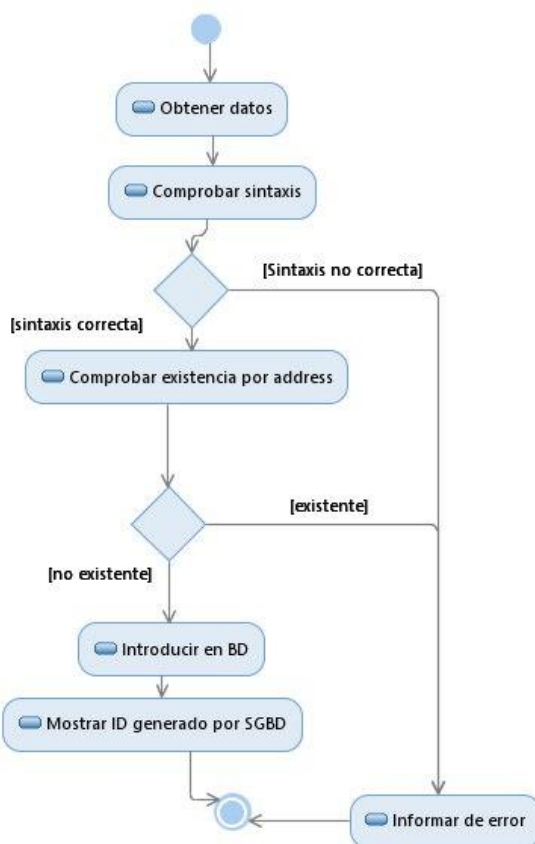 Obtener datos
Comprobar sintaxis
[Sintaxis no correcta]
[sintaxis correcta]
Comprobar existencia por address
[existente]
[no existente]
Introducir en BD
Mostrar ID generado por SGBD
Informar de error